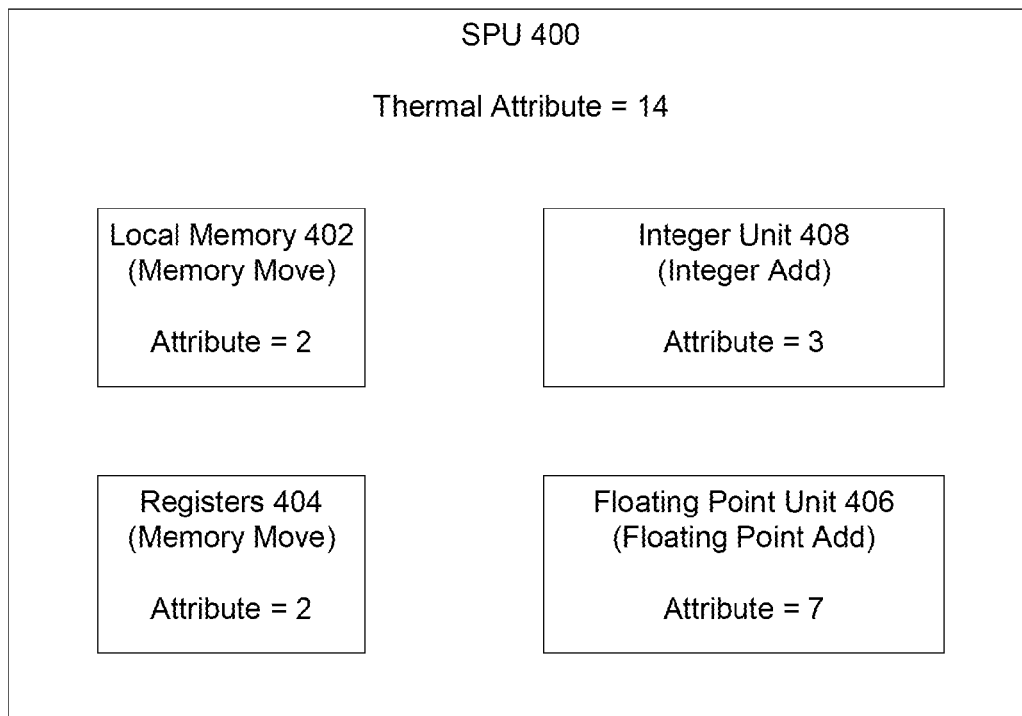 SPU 400
Thermal Attribute = 14
Local Memory 402
(Memory Move)
Attribute = 2
Integer Unit 408
(Integer Add)
Attribute = 3
Registers 404
(Memory Move)
Attribute = 2
Floating Point Unit 406
(Floating Point Add)
Attribute = 7